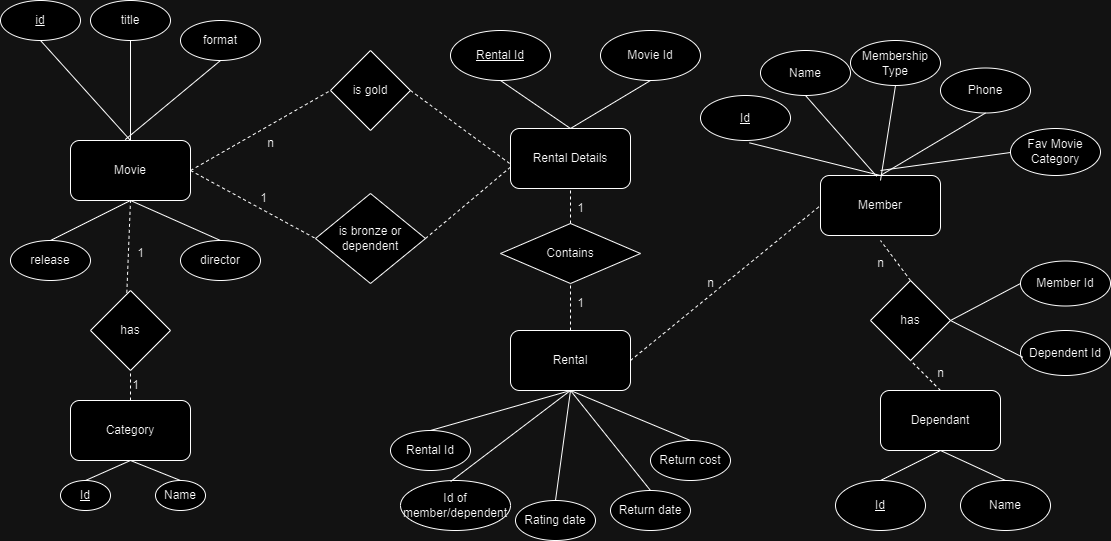 id
title
format
Rental Id
Movie Id
Name
Membership
Type
Phone
Id
Fav Movie
Category
is gold
n
Movie
Rental Details
Member
1
is bronze or
dependent
1
Contains
release
director
1
n
n
Member Id
has
1
has
Dependent Id
Rental
n
1
Category
Dependant
Rental Id
Return cost
Id
Name
Id of
member/dependent
Rating date
Return date
Id
Name